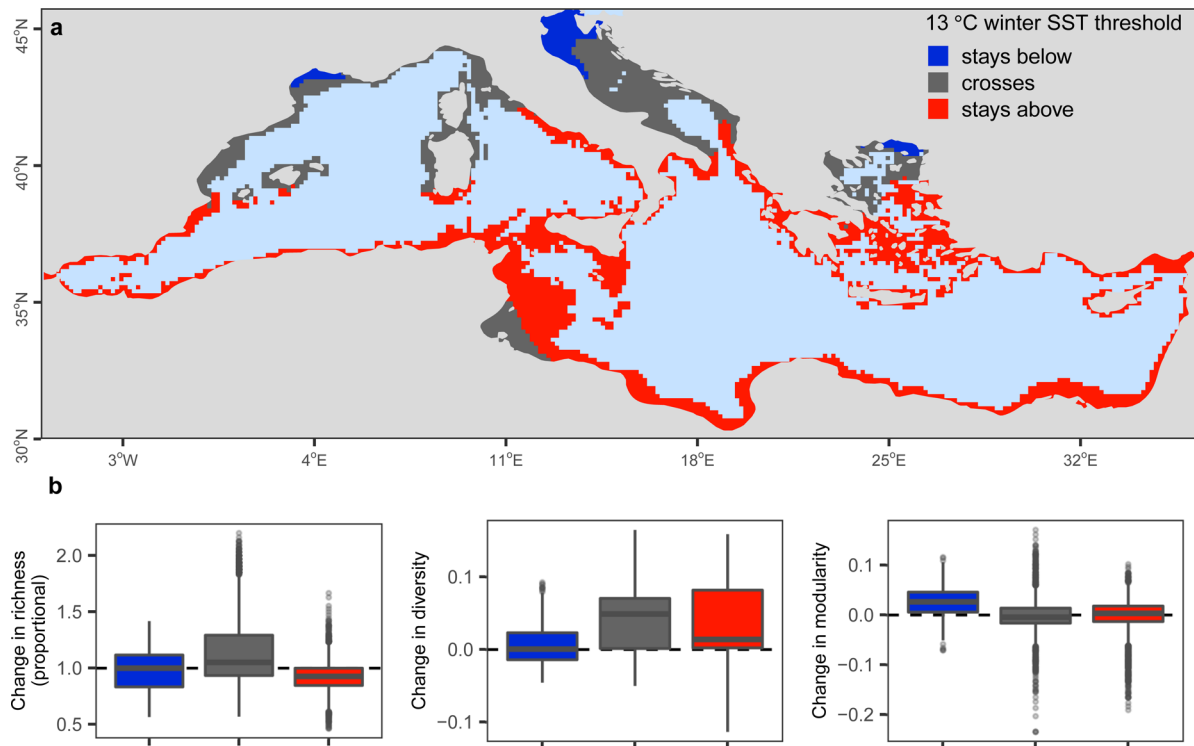 a
13 °C winter SST threshold
stays below
crosses
stays above
45°N
40°N
35°N
30°N
3°W
4°E
11°E
18°E
25°E
32°E
b
Change in richness
(proportional)
2.0
1.5
1.0
0.5
Change in diversity
0.1
0.0
−0.1
Change in modularity
0.1
0.0
−0.1
−0.2